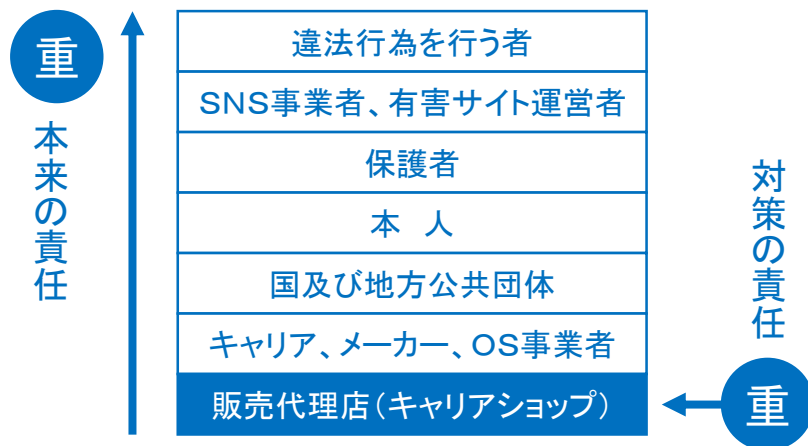 重
本来の責任
違法行為を行う者
SNS事業者、有害サイト運営者
保護者
本 人
国及び地方公共団体
キャリア、メーカー、OS事業者
販売代理店(キャリアショップ)
対策の責任
重